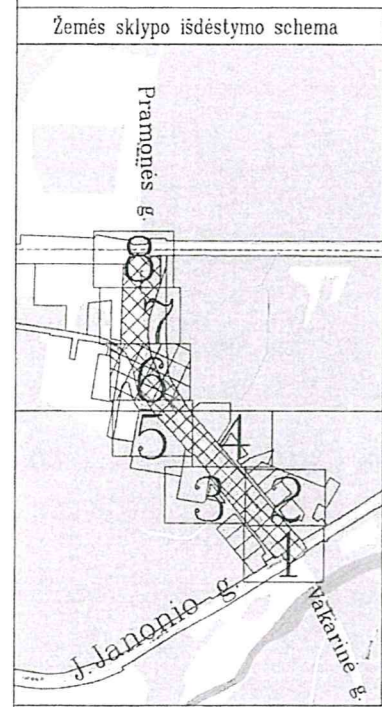 Žemės sklypo išdėstymo schema
Pramonės g.
8
7
6
5
4
3
2
1
J.Janonio g.
Vakarinė g.